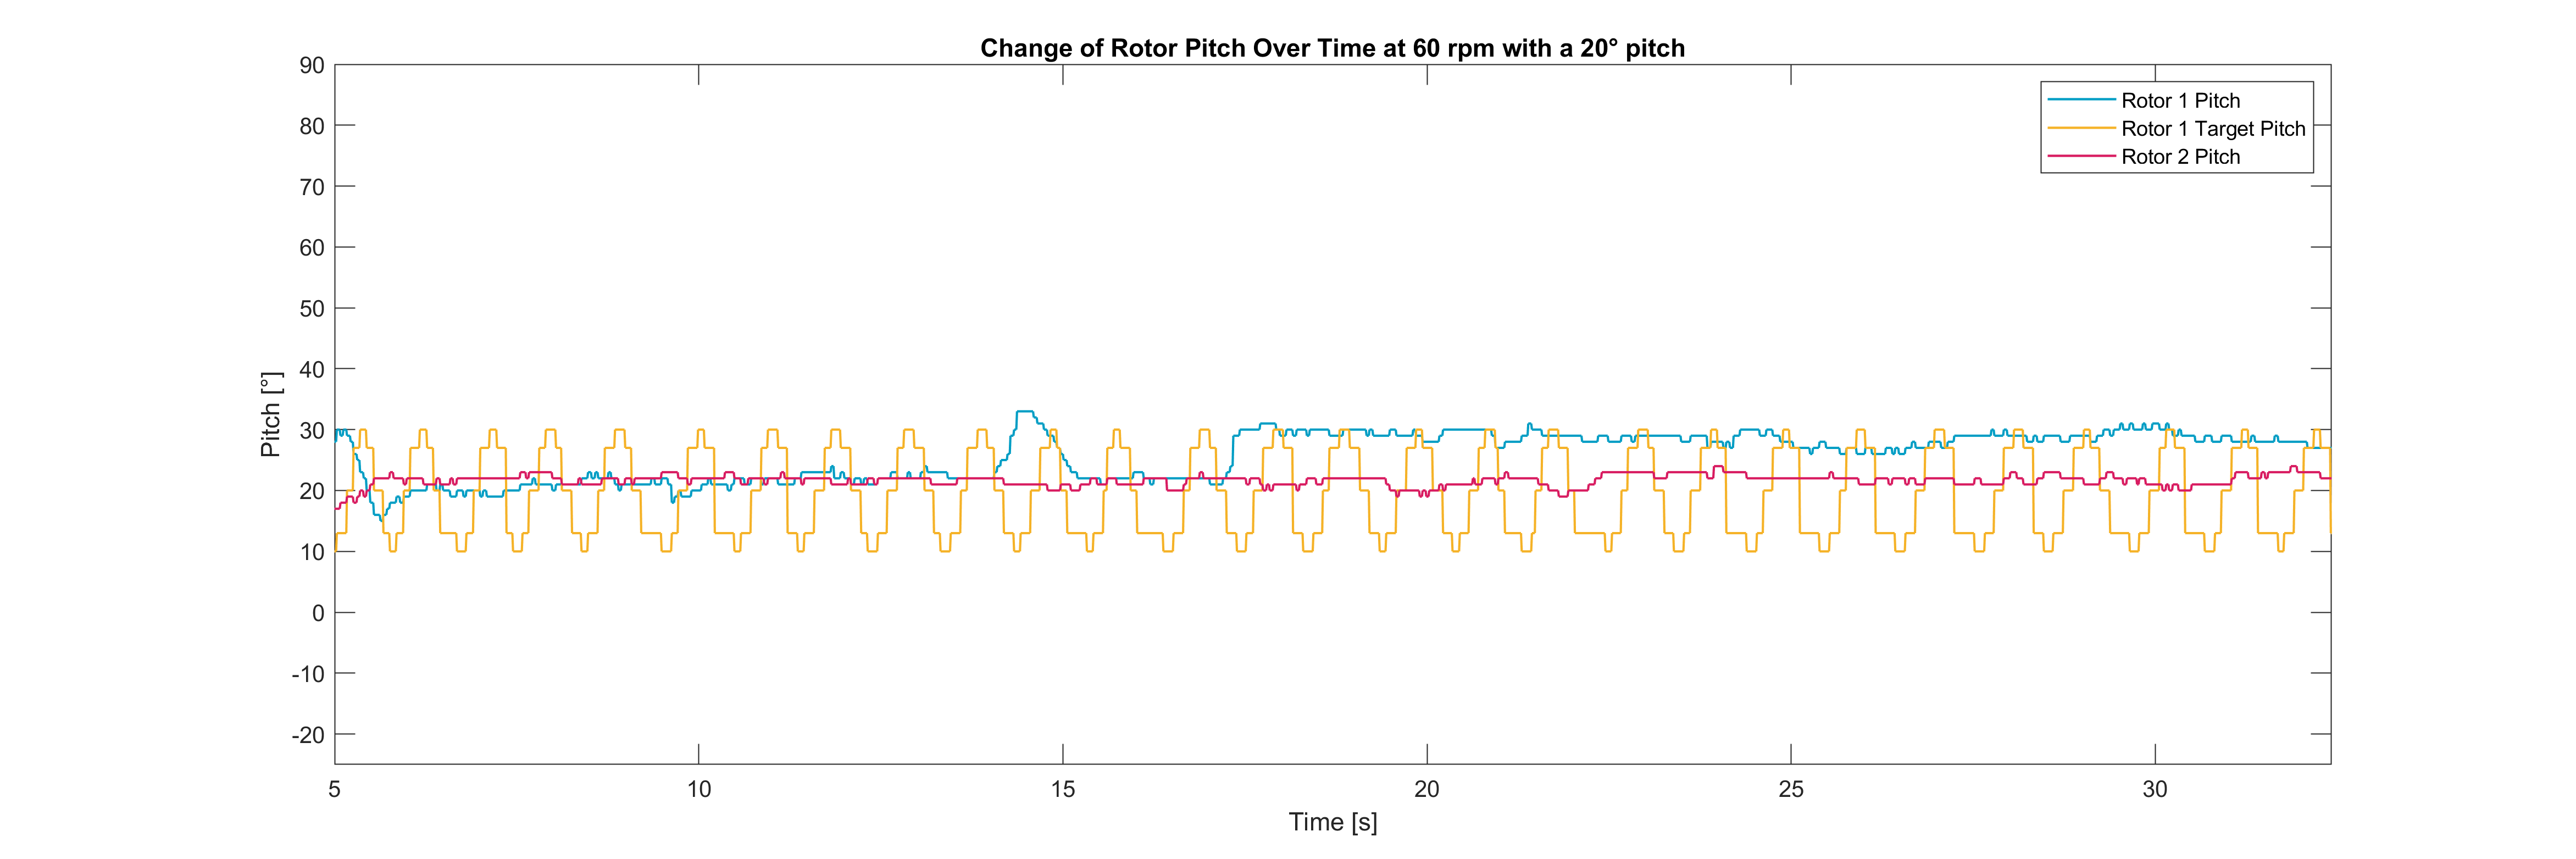 Change of Rotor Pitch Over Time at 60 rpm with a 20° pitch
90
80
70
60
50
40
30
20
10
0
-10
-20
Pitch [°]
Rotor 1 Pitch
Rotor 1 Target Pitch
Rotor 2 Pitch
5 10 15 20 25 30
Time [s]